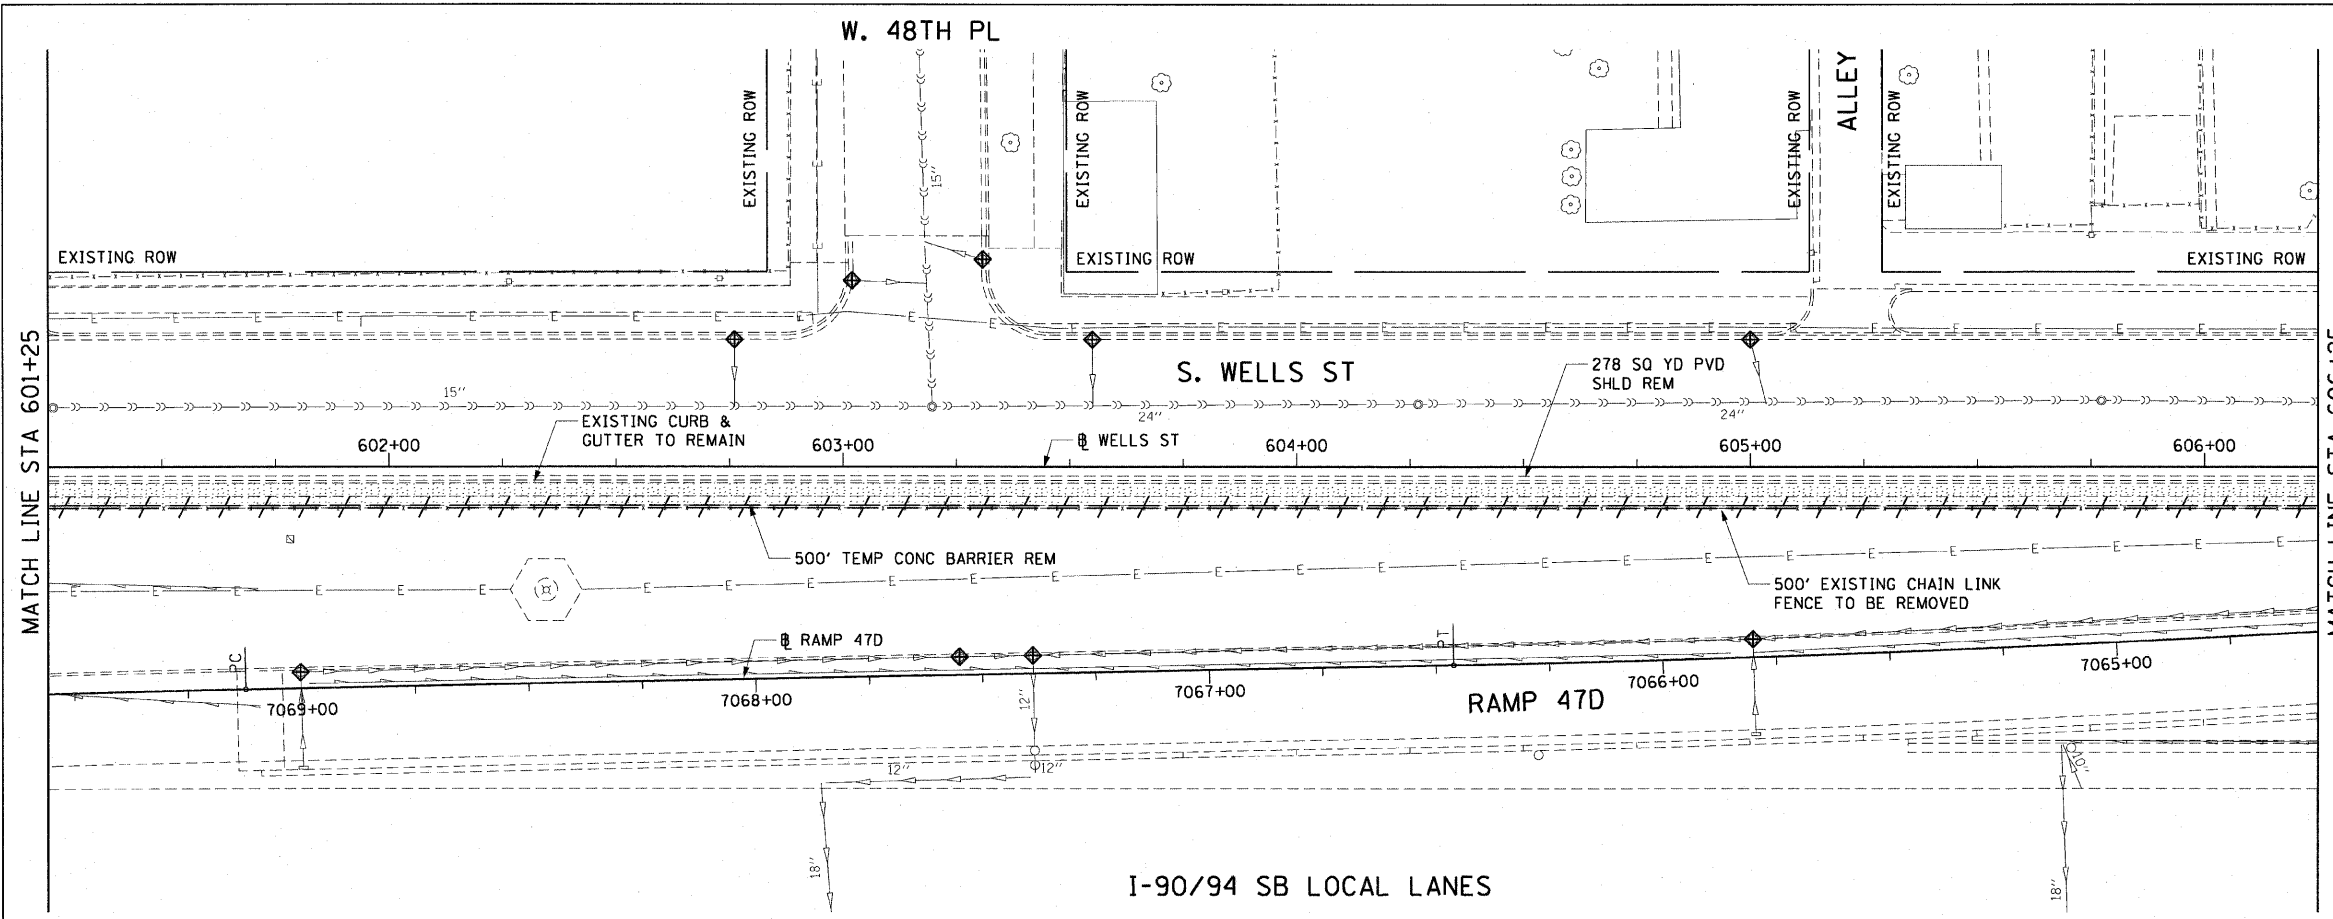 W. 48TH PL
ALLEY
EXISTING ROW
EXISTING ROW
EXISTING ROW
EXISTING ROW
EXISTING ROW
EXISTING ROW
EXISTING ROW
15"
MATCH LINE STA 601+25
S. WELLS ST
278 SQ YD PVD
SHLD REM
15"
24"
24"
EXISTING CURB &
GUTTER TO REMAIN
602+00
603+00
WELLS ST
604+00
605+00
606+00
500' TEMP CONC BARRIER REM
500' EXISTING CHAIN LINK
FENCE TO BE REMOVED
E E E E E E E E E E
PC
RAMP 47D
PT
7069+00
7068+00
7067+00
7066+00
7065+00
12"
RAMP 47D
12"
12"
10"
18"
18"
I-90/94 SB LOCAL LANES